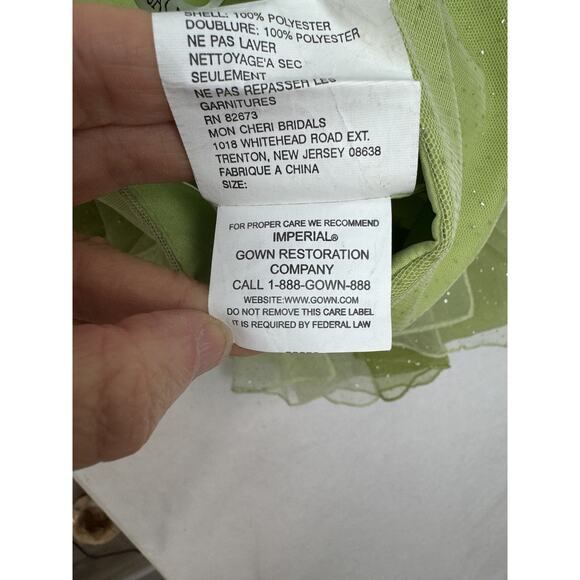 SHELL: 100% POLYESTER
DOUBLURE: 100% POLYESTER
NE PAS LAVER
NETTOYAGE'A SEC
SEULEMENT
NE PAS REPASSER LES
GARNITURES
RN 82673
MON CHERI BRIDALS
1018 WHITEHEAD ROAD EXT.
TRENTON, NEW JERSEY 08638
FABRIQUE A CHINA
SIZE:
FOR PROPER CARE WE RECOMMEND
IMPERIAL®
GOWN RESTORATION
COMPANY
CALL 1-888-GOWN-888
WEBSITE:WWW.GOWN.COM
DO NOT REMOVE THIS CARE LABEL
IT IS REQUIRED BY FEDERAL LAW